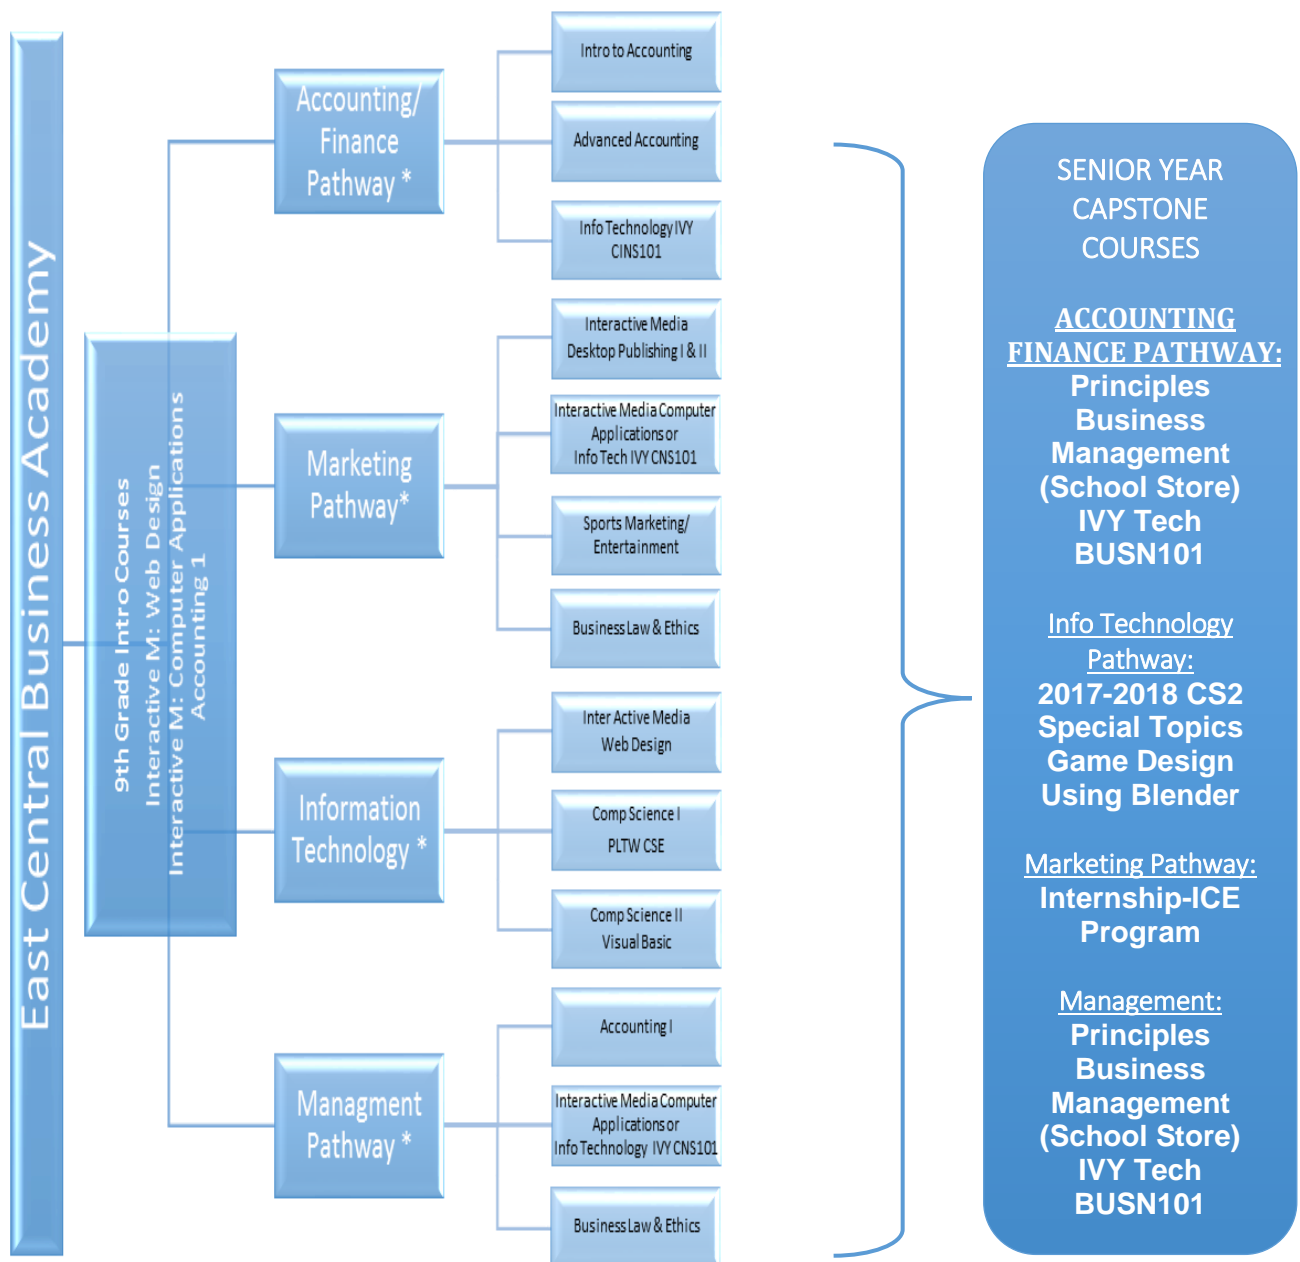 East Central Business Academy
9th Grade Intro Courses
Interactive M: Web Design
Interactive M: Computer Applications
Accounting 1
Accounting/
Finance
Pathway *
Intro to Accounting
Advanced Accounting
Info Technology IVY
CINS101
Marketing
Pathway*
Interactive Media
Desktop Publishing I & II
Interactive Media Computer
Applications or
Info Tech IVY CNS101
Sports Marketing/
Entertainment
Business Law & Ethics
Information
Technology *
Inter Active Media
Web Design
Comp Science I
PLTW CSE
Comp Science II
Visual Basic
Managment
Pathway *
Accounting I
Interactive Media Computer
Applications or
Info Technology IVY CNS101
Business Law & Ethics
SENIOR YEAR
CAPSTONE
COURSES
ACCOUNTING
FINANCE PATHWAY:
Principles
Business
Management
(School Store)
IVY Tech
BUSN101
Info Technology
Pathway:
2017-2018 CS2
Special Topics
Game Design
Using Blender
Marketing Pathway:
Internship-ICE
Program
Management:
Principles
Business
Management
(School Store)
IVY Tech
BUSN101